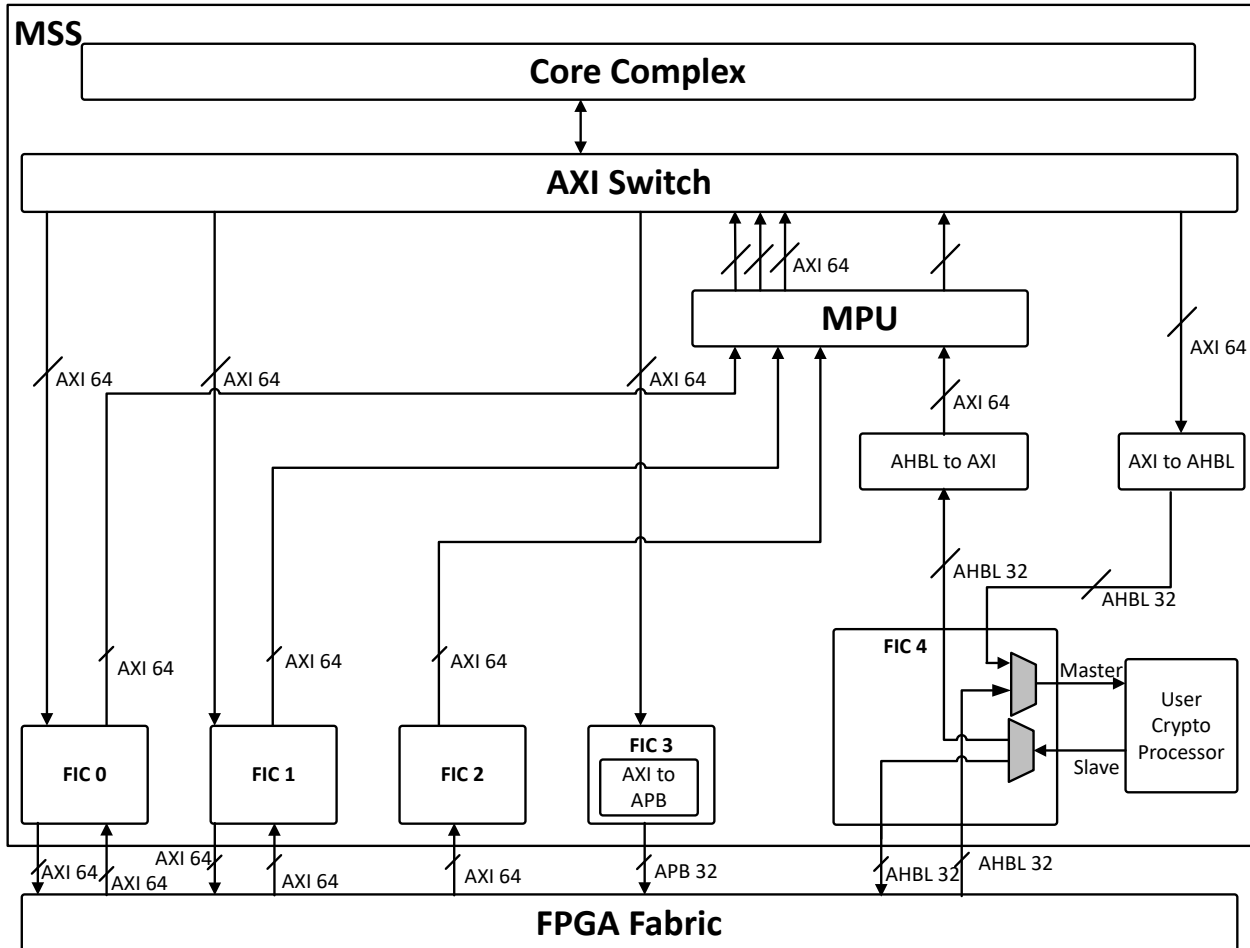 MSS
Core Complex
AXI Switch
AXI 64
MPU
AXI 64
AXI 64
AXI 64
AXI 64
AXI 64
AHBL to AXI
AXI to AHBL
AHBL 32
AHBL 32
AXI 64
AXI 64
AXI 64
FIC 4
Master
User
Crypto
Processor
Slave
FIC 0
FIC 1
FIC 2
FIC 3
AXI to
APB
AXI 64
AXI 64
AXI 64
AXI 64
AXI 64
APB 32
AHBL 32
AHBL 32
FPGA Fabric